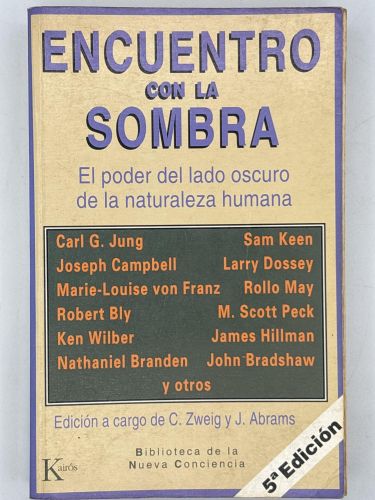 ENCUENTRO
CON LA
SOMBRA
El poder del lado oscuro
de la naturaleza humana
Carl G. Jung
Joseph Campbell
Marie-Louise von Franz
Robert Bly
Ken Wilber
Nathaniel Branden
Sam Keen
Larry Dossey
Rollo May
M. Scott Peck
James Hillman
John Bradshaw
y otros
Edición a cargo de C. Zweig y J. Abrams
Biblioteca de la
Nueva Conciencia
Kairós
5ª Edición